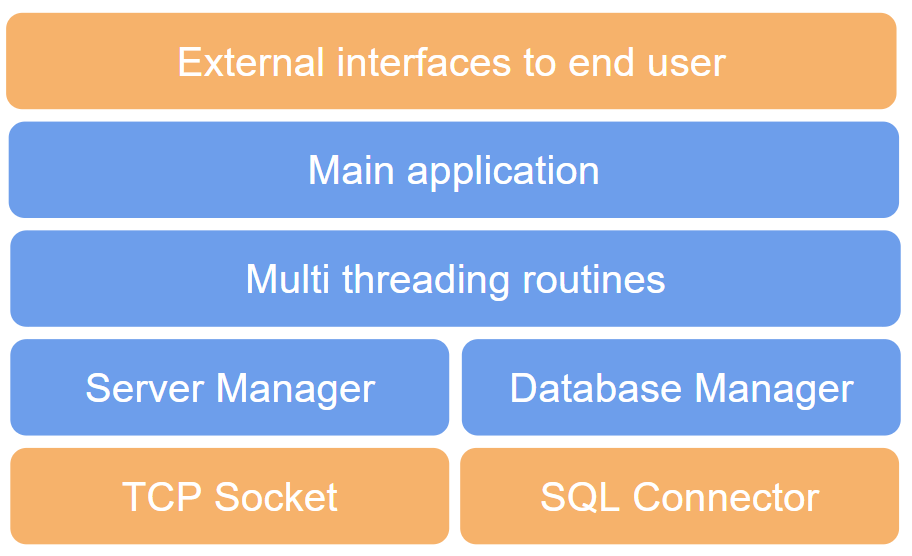 External interfaces to end user
Main application
Multi threading routines
Server Manager
Database Manager
TCP Socket
SQL Connector